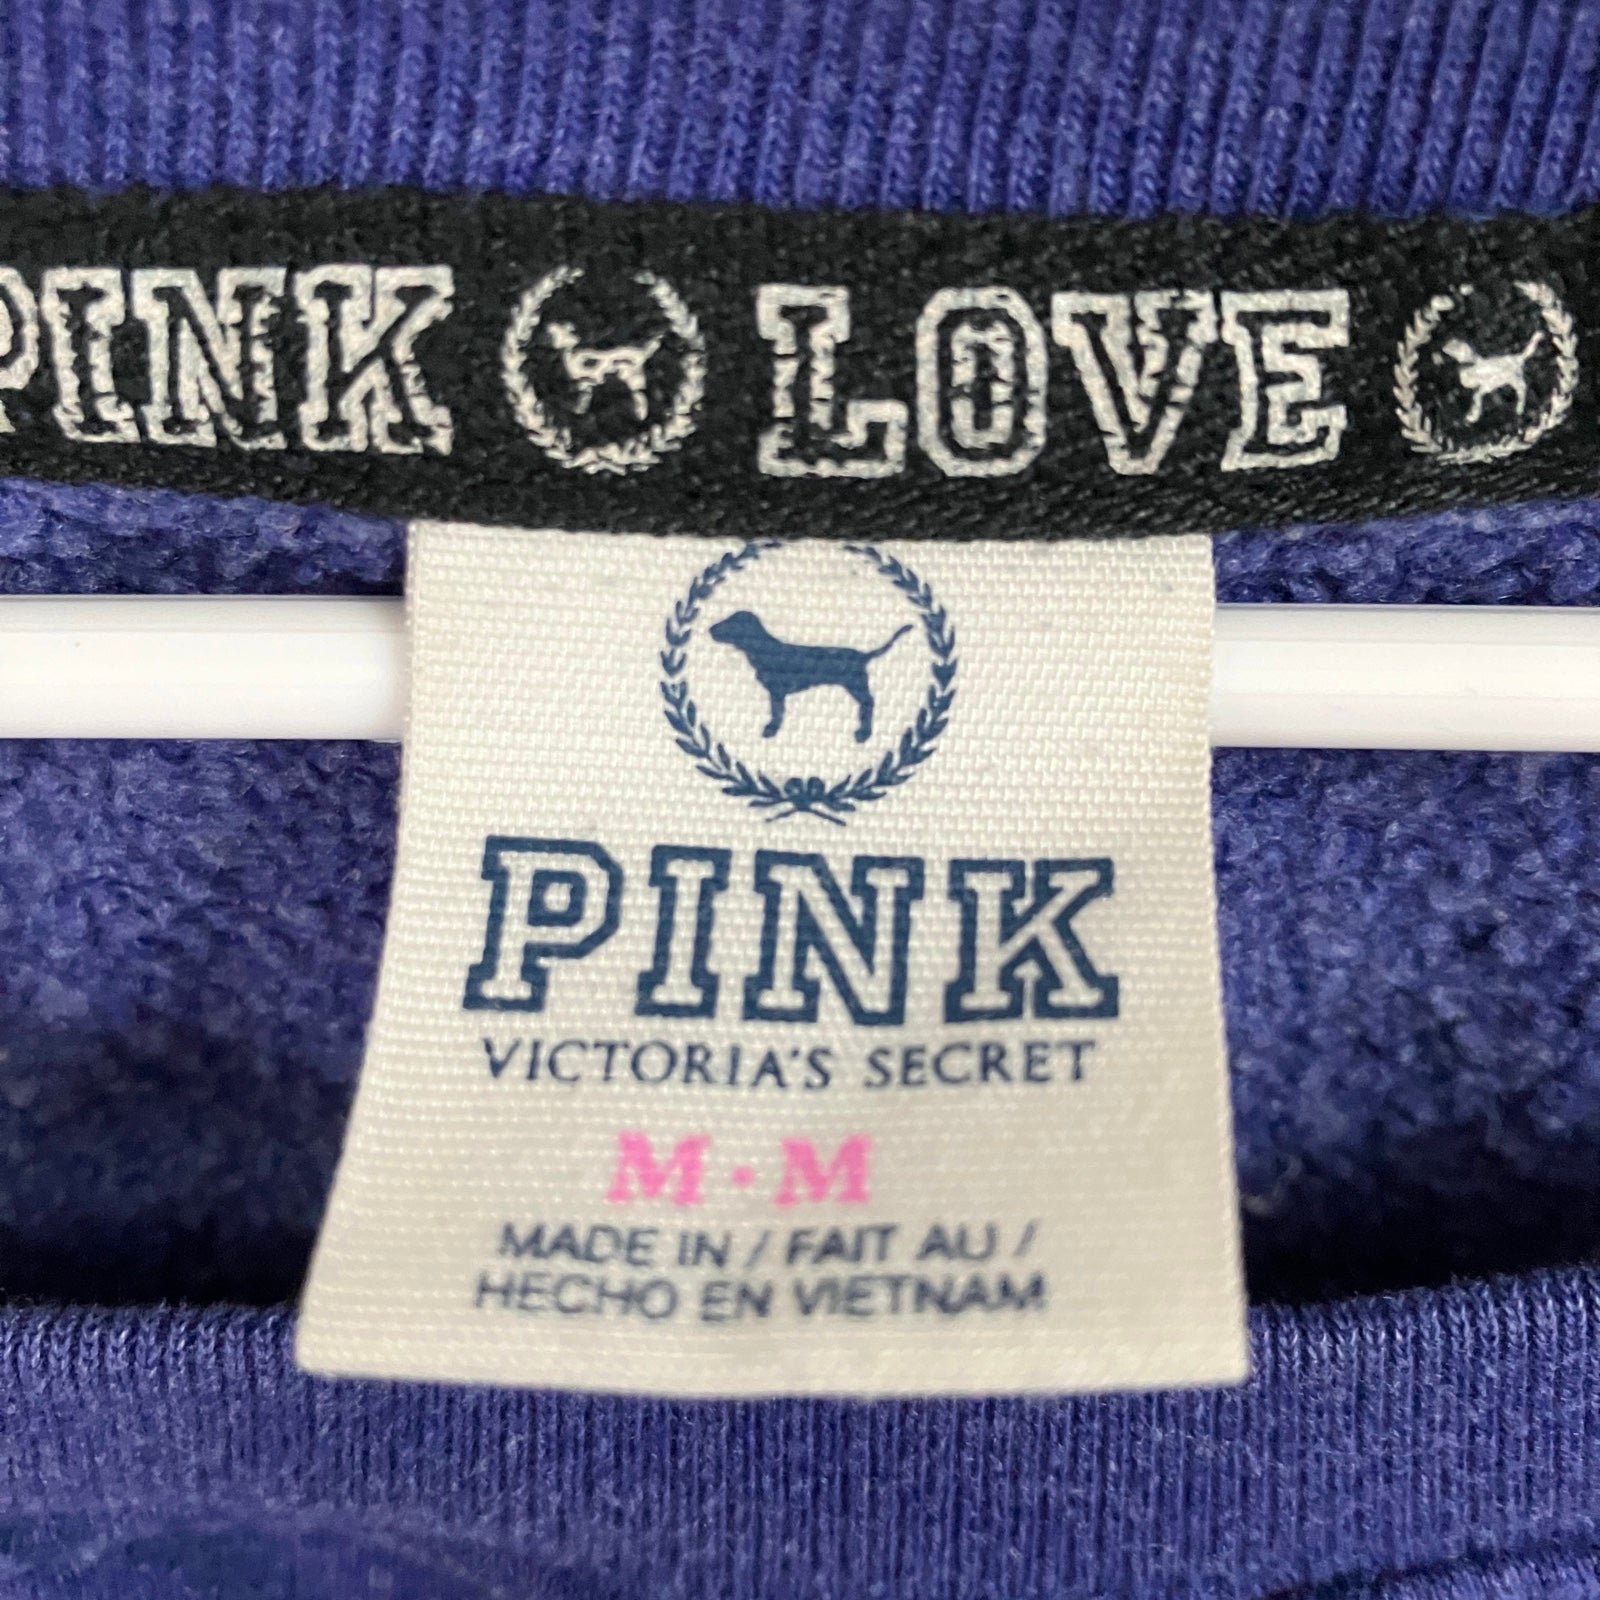 PINK LOVE
PINK
VICTORIA'S SECRET
M·M
MADE IN / FAIT AU /
HECHO EN VIETNAM